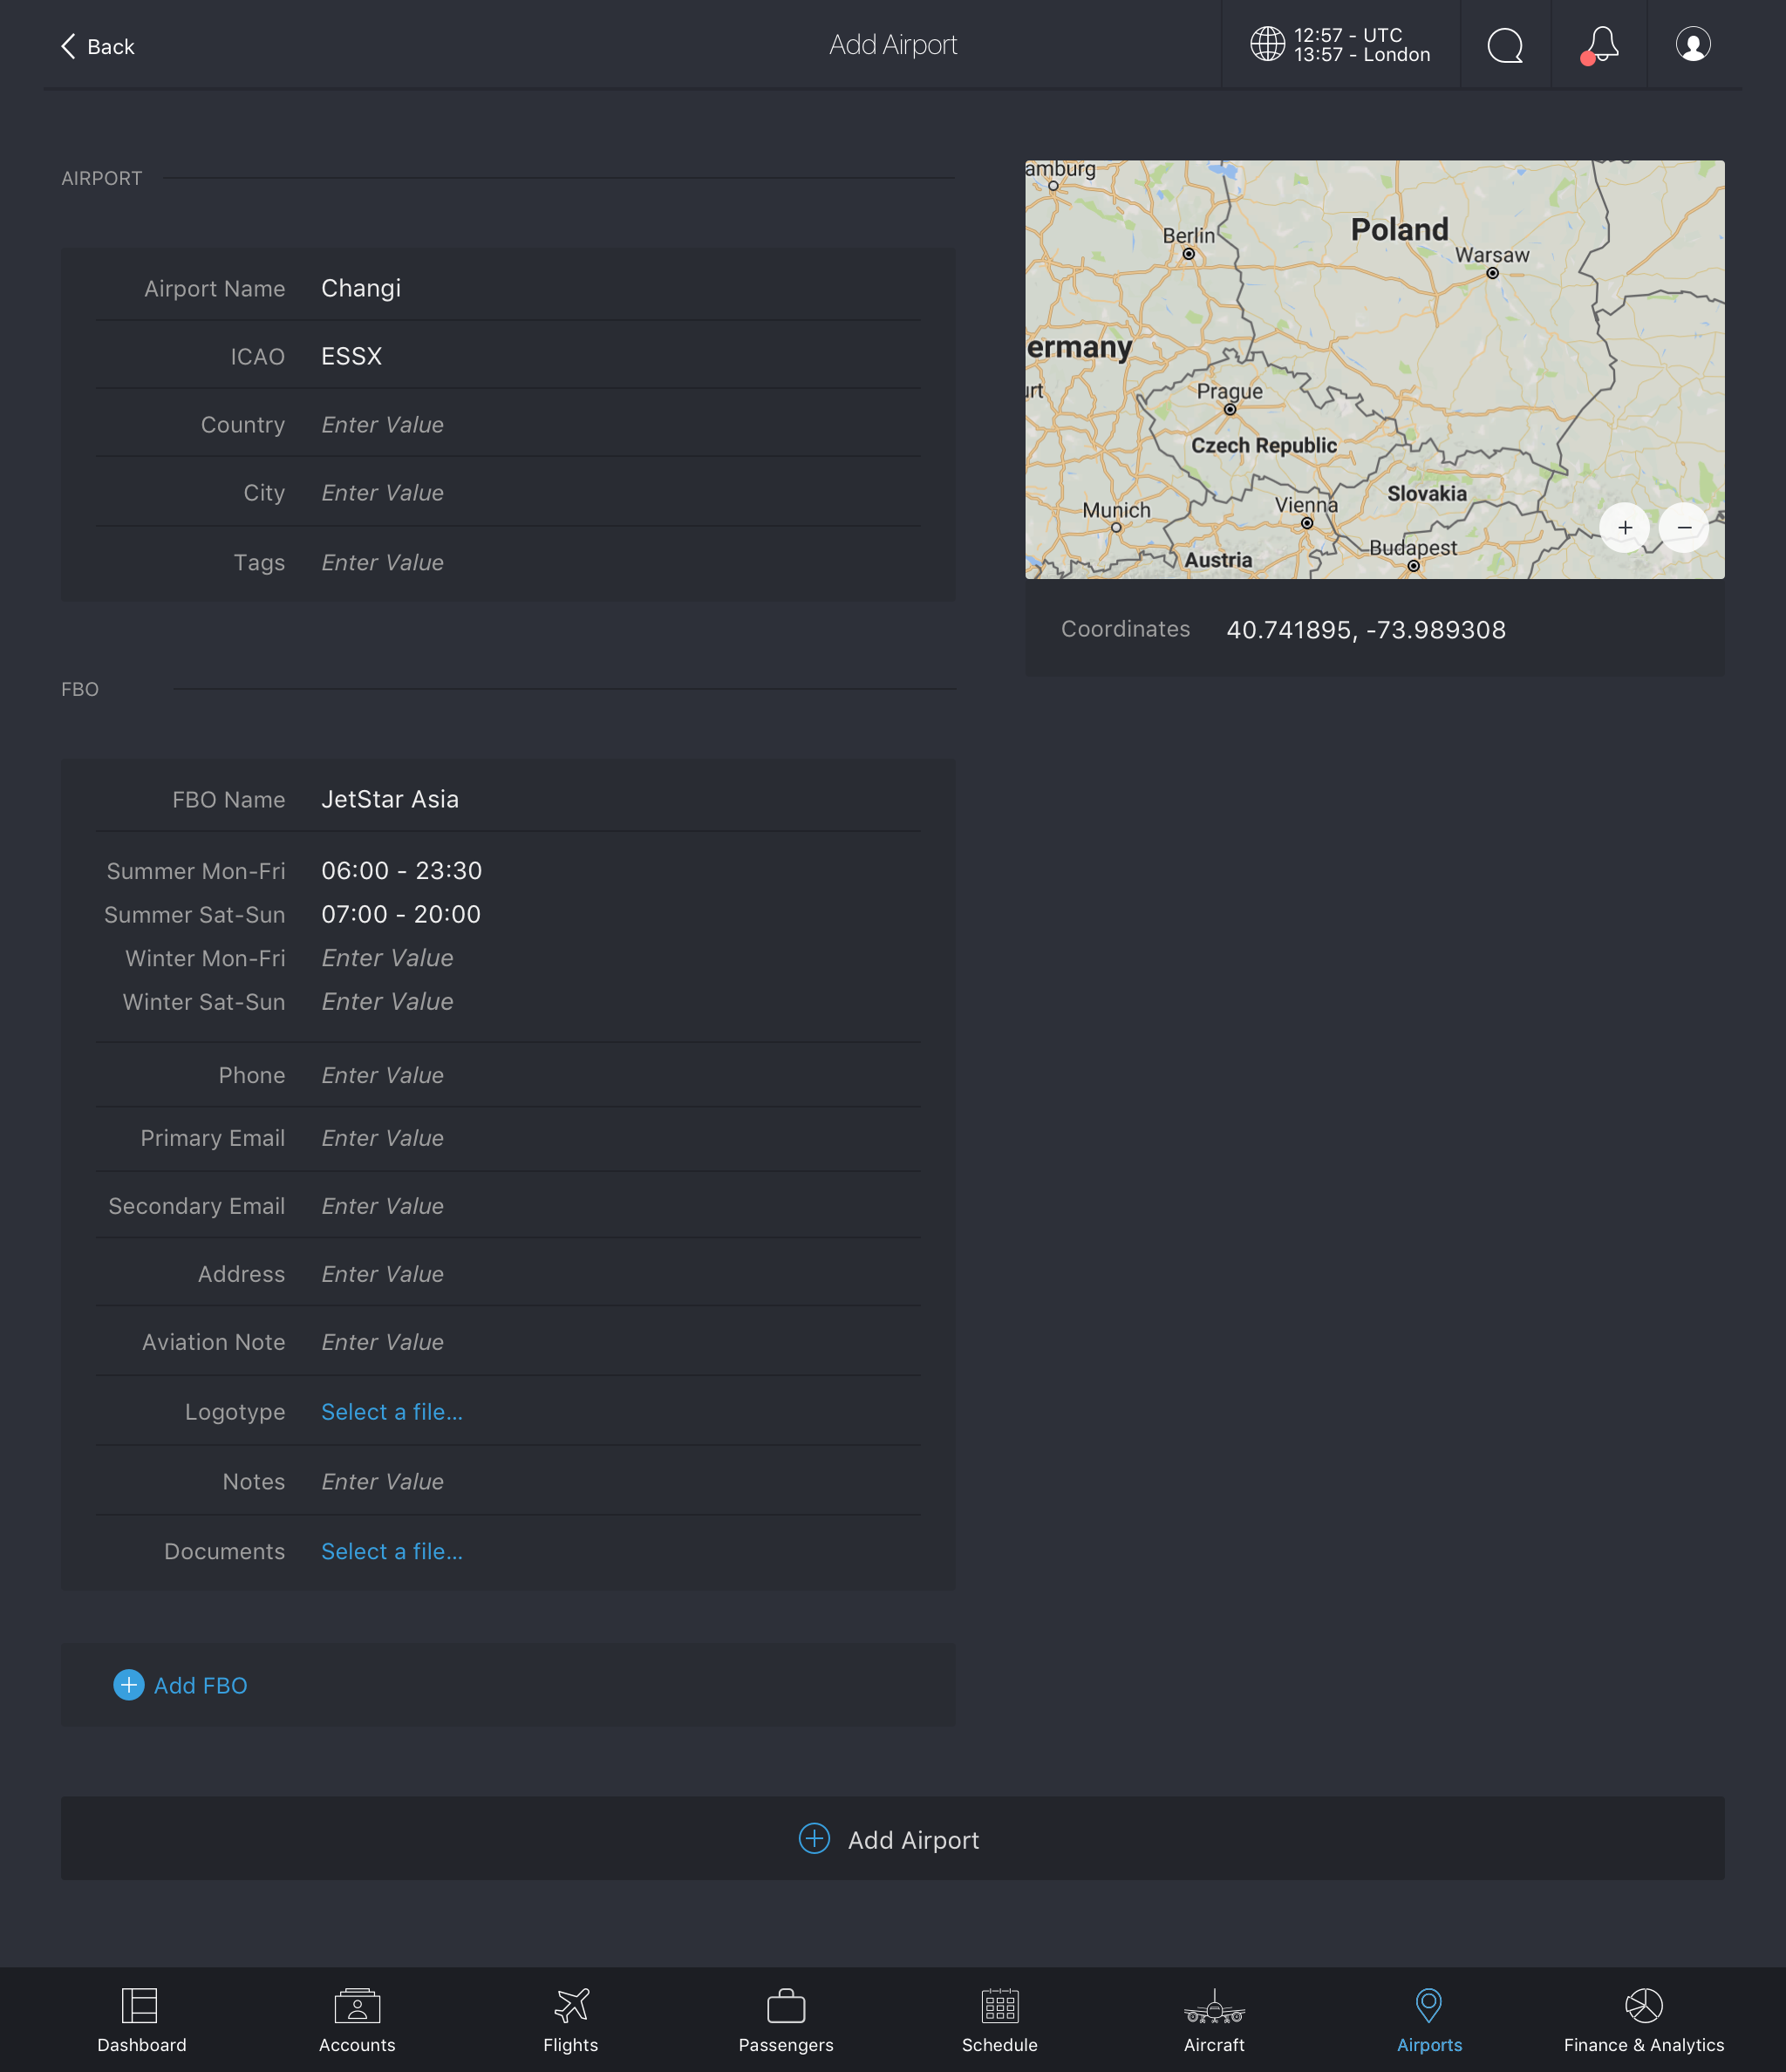 Back
Add Airport
12:57 - UTC
13:57 - London
AIRPORT
Airport Name Changi
ICAO ESSX
Country Enter Value
City Enter Value
Tags Enter Value
amburg
Berlin
Poland
Warsaw
ermany
urt
Prague
Czech Republic
Munich
Vienna
Slovakia
Budapest
Austria
+ −
Coordinates 40.741895, -73.989308
FBO
FBO Name JetStar Asia
Summer Mon-Fri 06:00 - 23:30
Summer Sat-Sun 07:00 - 20:00
Winter Mon-Fri Enter Value
Winter Sat-Sun Enter Value
Phone Enter Value
Primary Email Enter Value
Secondary Email Enter Value
Address Enter Value
Aviation Note Enter Value
Logotype Select a file...
Notes Enter Value
Documents Select a file...
Add FBO
Add Airport
Dashboard Accounts Flights Passengers Schedule Aircraft Airports Finance & Analytics